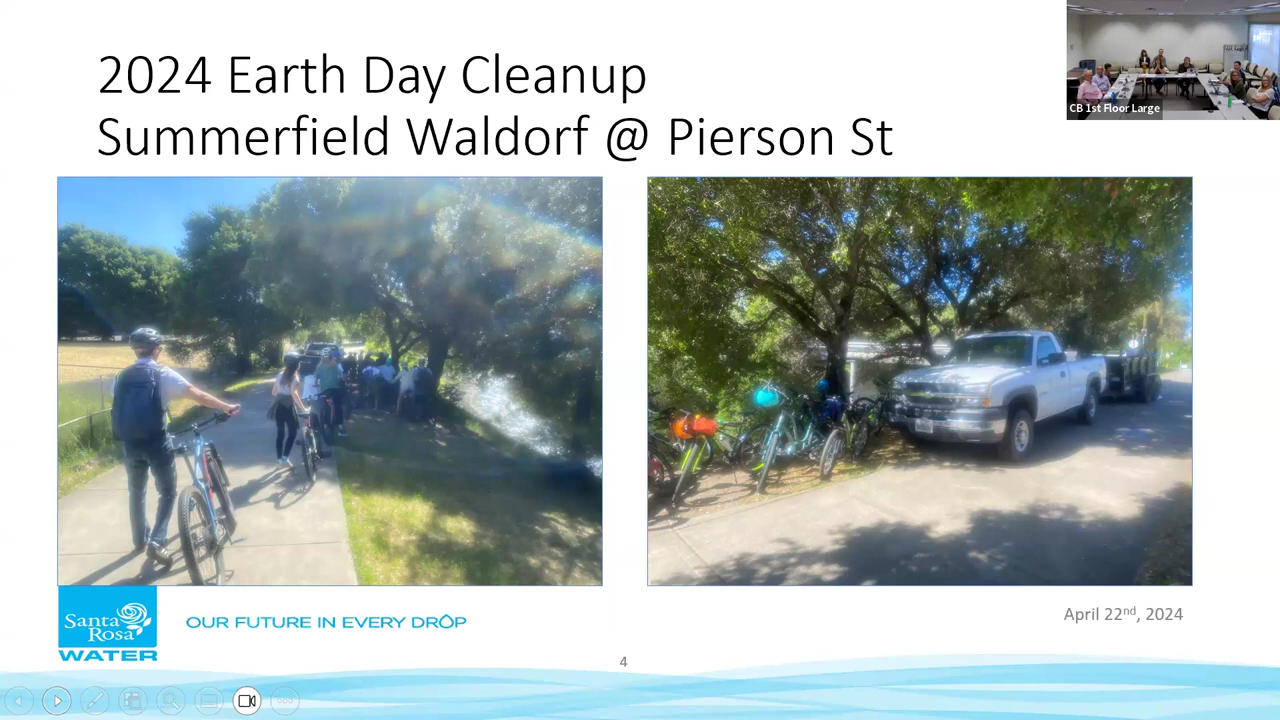 2024 Earth Day Cleanup
Summerfield Waldorf @ Pierson St
CB 1st Floor Large
Santa
Rosa
WATER
OUR FUTURE IN EVERY DROP
April 22nd, 2024
4